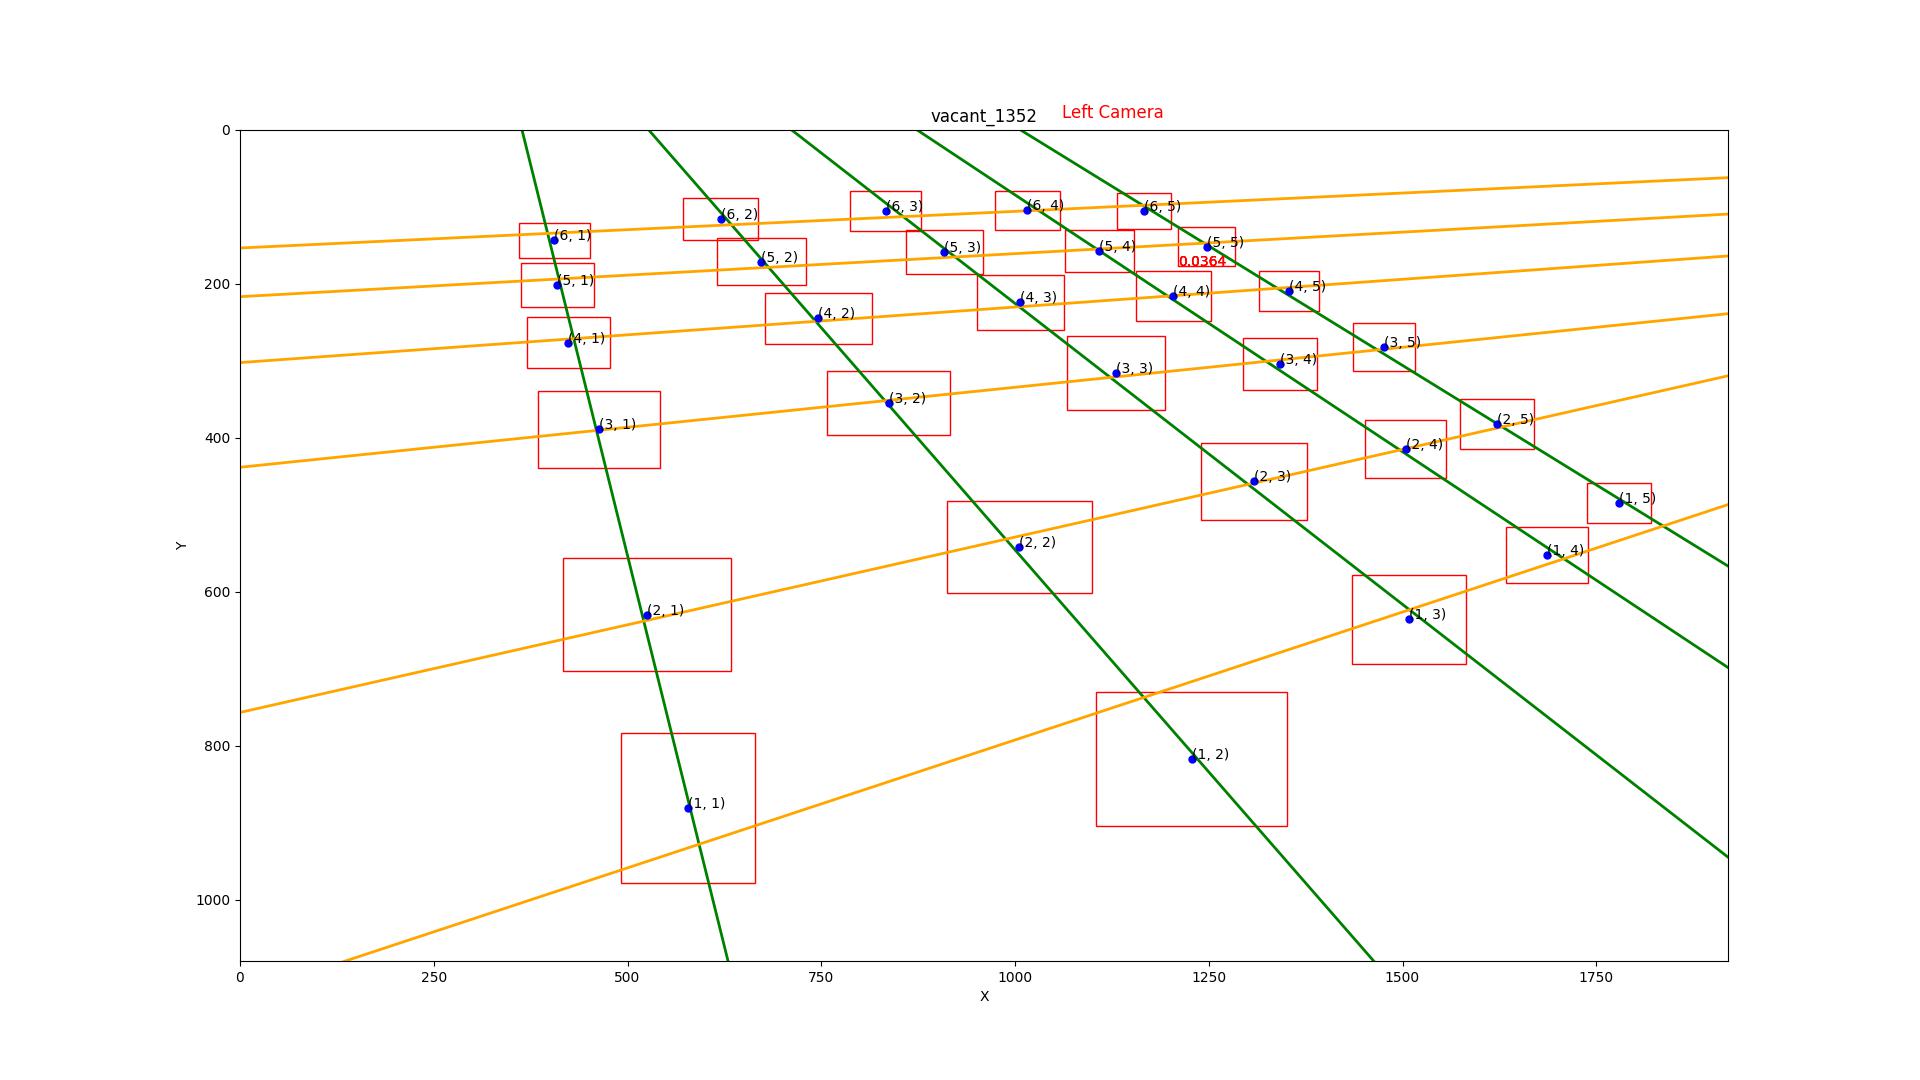 vacant_1352 Left Camera
0
(6, 3) (6, 4) (6, 5)
(6, 2)
(6, 1)
(5, 3) (5, 4) (5, 5)
(5, 2) 0.0364
(5, 1)
200
(4, 3) (4, 4) (4, 5)
(4, 2)
(4, 1)
(3, 3) (3, 4) (3, 5)
(3, 2)
(3, 1)
400
(2, 5)
(2, 4)
(2, 3)
(1, 5)
(2, 2)
(1, 4)
Y
600
(2, 1) (1, 3)
800
(1, 2)
(1, 1)
1000
0 250 500 750 1000 1250 1500 1750
X